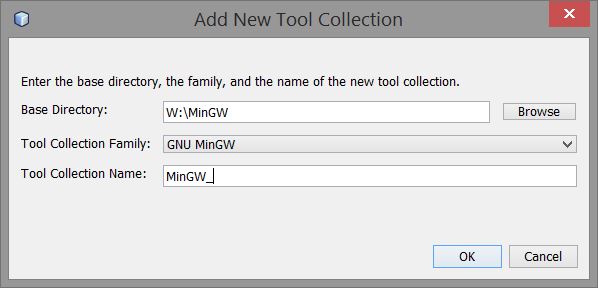 Add New Tool Collection
Enter the base directory, the family, and the name of the new tool collection.
Base Directory: W:\MinGW Browse
Tool Collection Family: GNU MinGW
Tool Collection Name: MinGW_
OK Cancel